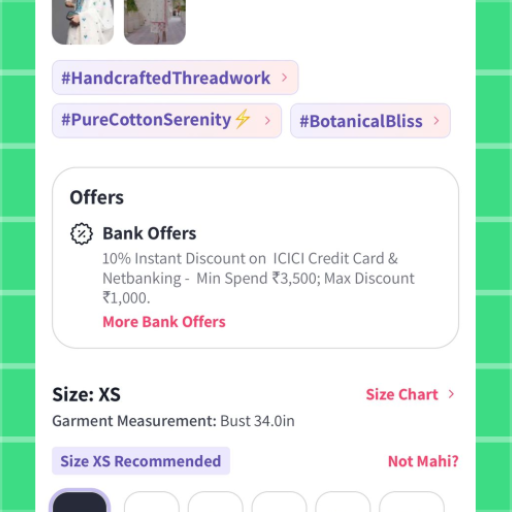 #HandcraftedThreadwork
#PureCottonSerenity⚡ #BotanicalBliss
Offers
Bank Offers
10% Instant Discount on ICICI Credit Card &
Netbanking - Min Spend ₹3,500; Max Discount
₹1,000.
More Bank Offers
Size: XS Size Chart
Garment Measurement: Bust 34.0in
Size XS Recommended Not Mahi?